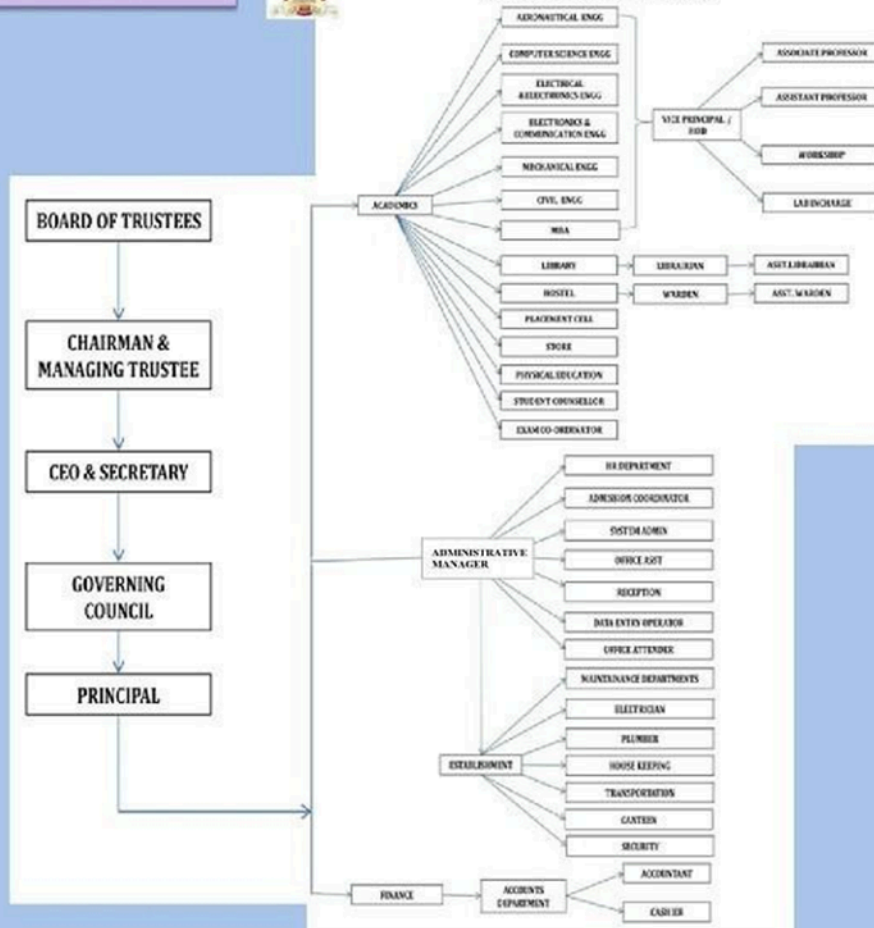 BOARD OF TRUSTEES
CHAIRMAN &
MANAGING TRUSTEE
CEO & SECRETARY
GOVERNING
COUNCIL
PRINCIPAL
ACADEMICS
AERONAUTICAL ENGG
COMPUTER SCIENCE ENGG
ELECTRICAL
&ELECTRONICS ENGG
ELECTRONICS &
COMMUNICATION ENGG
MECHANICAL ENGG
CIVIL ENGG
MBA
VICE PRINCIPAL /
HOD
ASSOCIATE PROFESSOR
ASSISTANT PROFESSOR
WORKSHOP
LAB INCHARGE
LIBRARY
LIBRARIAN
ASST. LIBRARIAN
HOSTEL
WARDEN
ASST. WARDEN
PLACEMENT CELL
STORE
PHYSICAL EDUCATION
STUDENT COUNSELLOR
EXAM CO-ORDINATOR
ADMINISTRATIVE
MANAGER
HR DEPARTMENT
ADMISSION COORDINATOR
SYSTEM ADMIN
OFFICE ASST
RECEPTION
DATA ENTRY OPERATOR
OFFICE ATTENDER
ESTABLISHMENT
MAINTAINANCE DEPARTMENTS
ELECTRICIAN
PLUMBER
HOUSE KEEPING
TRANSPORTATION
CANTEEN
SECURITY
FINANCE
ACCOUNTS
DEPARTMENT
ACCOUNTANT
CASHIER